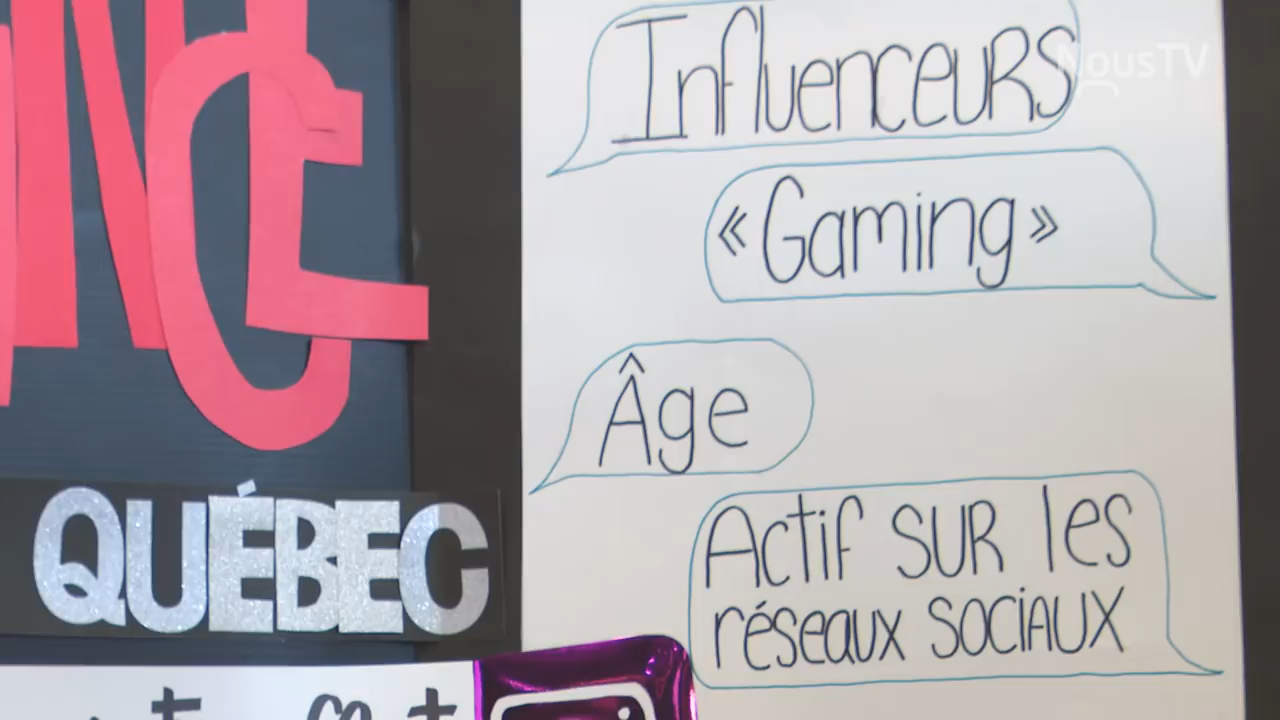 NousTV
Influenceurs
«Gaming»
Âge
Actif sur les
réseaux sociaux
QUÉBEC